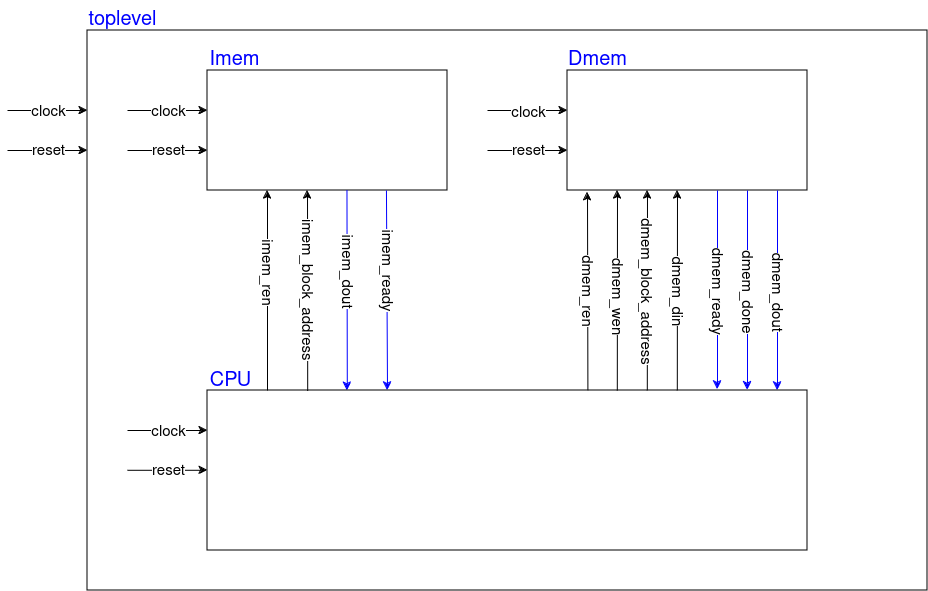 toplevel
Imem
Dmem
clock
clock
clock
reset
reset
reset
imem_ren
imem_block_address
imem_dout
imem_ready
dmem_ren
dmem_wen
dmem_block_address
dmem_din
dmem_ready
dmem_done
dmem_dout
CPU
clock
reset